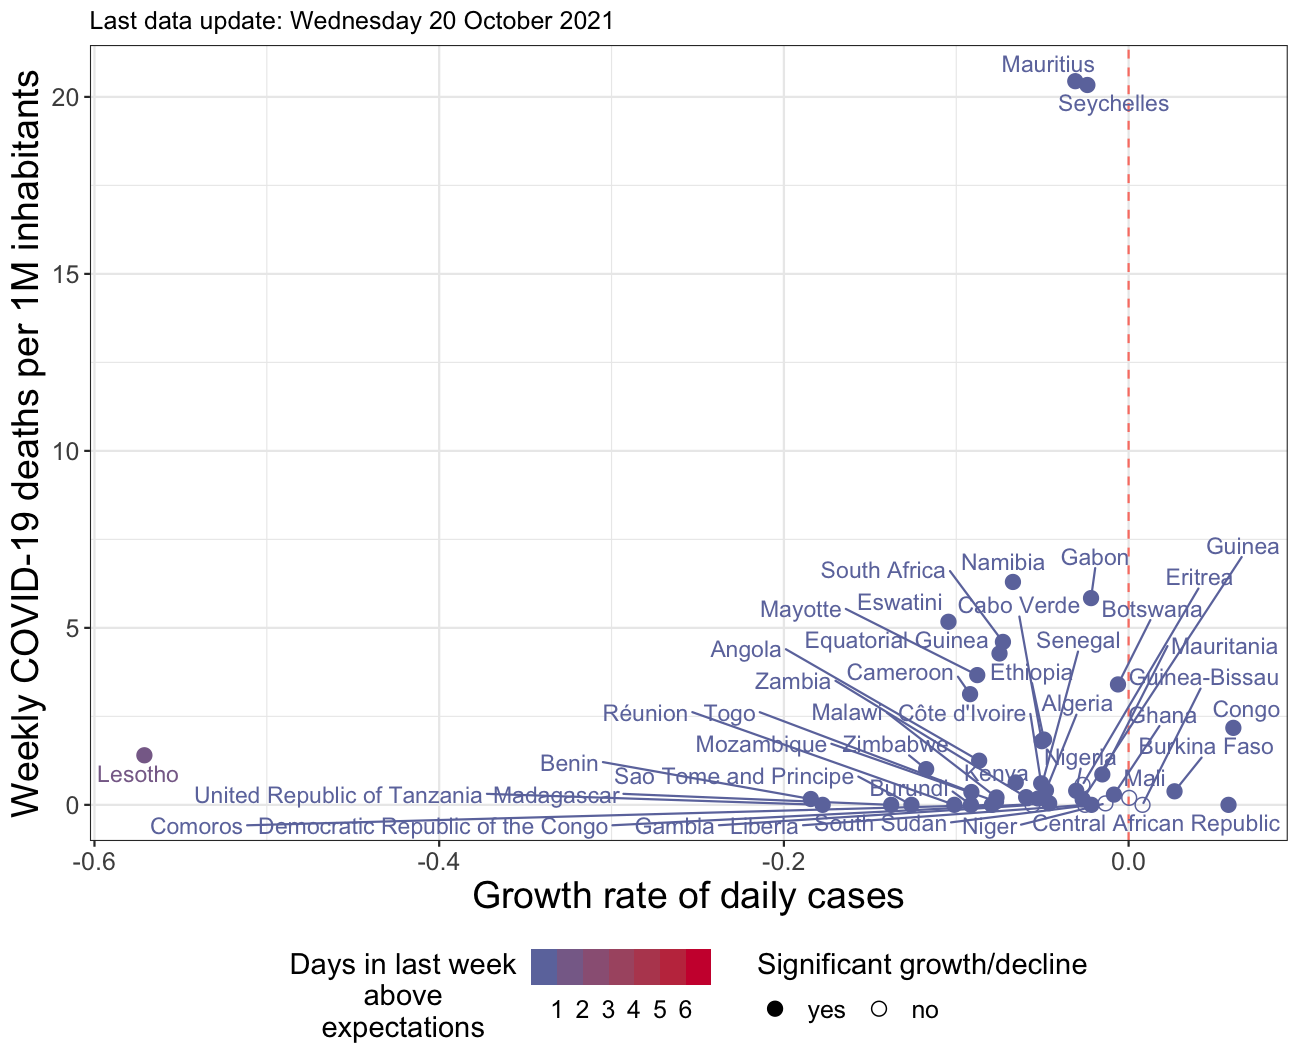 Last data update: Wednesday 20 October 2021
Weekly COVID-19 deaths per 1M inhabitants
20
15
10
5
0
Mauritius
Seychelles
Guinea
Gabon
Namibia
South Africa
Eritrea
Eswatini
Cabo Verde
Botswana
Mayotte
Equatorial Guinea
Senegal
Angola
Mauritania
Cameroon
Ethiopia
Guinea-Bissau
Zambia
Algeria
Congo
Réunion
Togo
Malawi
Côte d'Ivoire
Ghana
Mozambique
Zimbabwe
Burkina Faso
Nigeria
Benin
Sao Tome and Principe
Kenya
Mali
Lesotho
Burundi
United Republic of Tanzania
Madagascar
Comoros
Democratic Republic of the Congo
Gambia
Liberia
South Sudan
Niger
Central African Republic
-0.6
-0.4
-0.2
0.0
Growth rate of daily cases
Days in last week
above
expectations
1 2 3 4 5 6
Significant growth/decline
yes
no